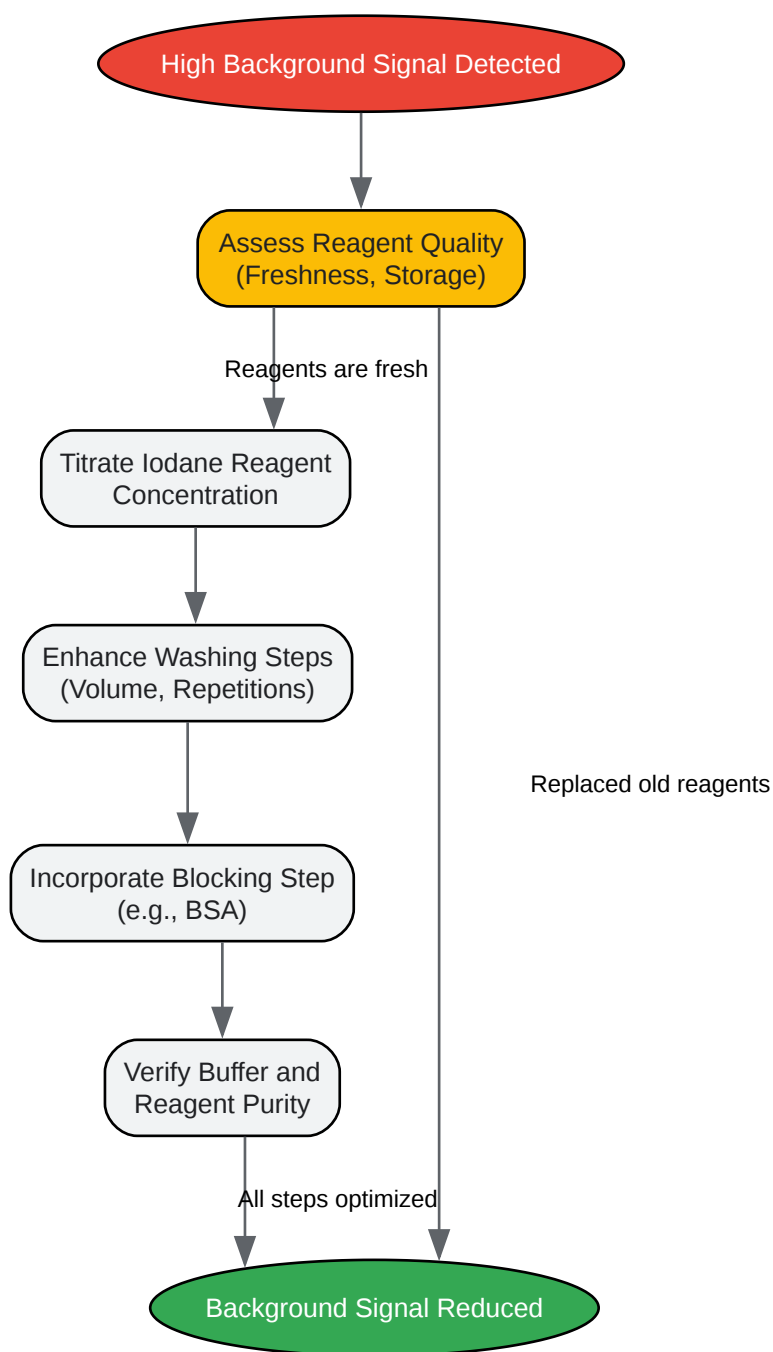 High Background Signal Detected
Assess Reagent Quality
(Freshness, Storage)
Reagents are fresh
Titrate Iodane Reagent
Concentration
Enhance Washing Steps
(Volume, Repetitions)
Replaced old reagents
Incorporate Blocking Step
(e.g., BSA)
Verify Buffer and
Reagent Purity
All steps optimized
Background Signal Reduced